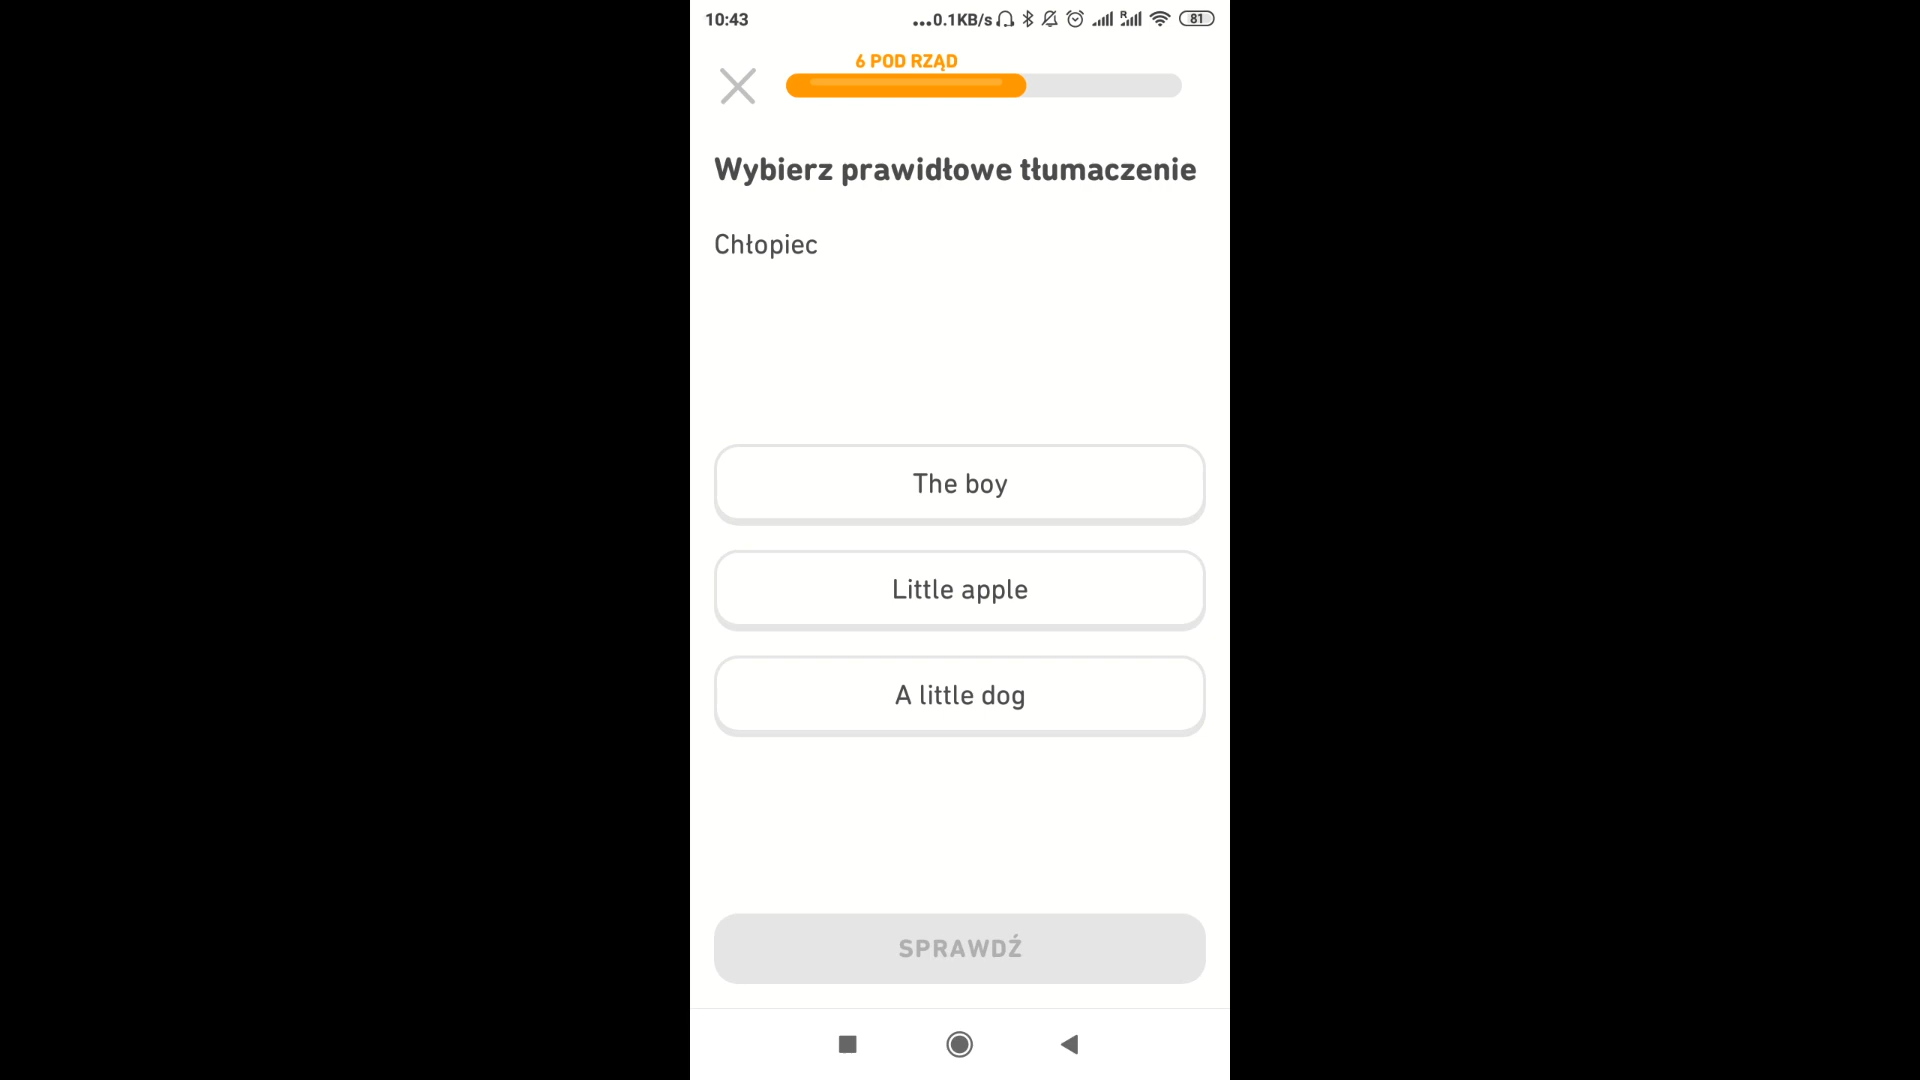 10:43
...0.1KB/s
R
81
6 POD RZĄD
Wybierz prawidłowe tłumaczenie
Chłopiec
The boy
Little apple
A little dog
SPRAWDŹ